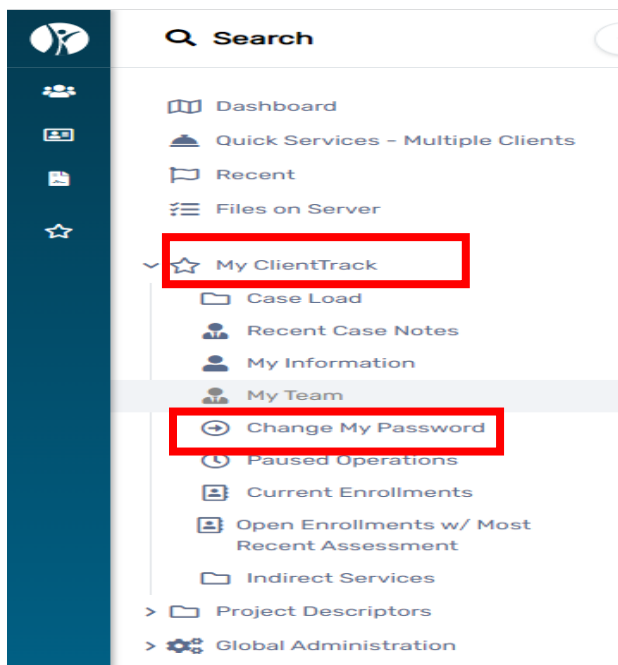 Search
Dashboard
Quick Services - Multiple Clients
Recent
Files on Server
My ClientTrack
Case Load
Recent Case Notes
My Information
My Team
Change My Password
Paused Operations
Current Enrollments
Open Enrollments w/ Most
Recent Assessment
Indirect Services
Project Descriptors
Global Administration